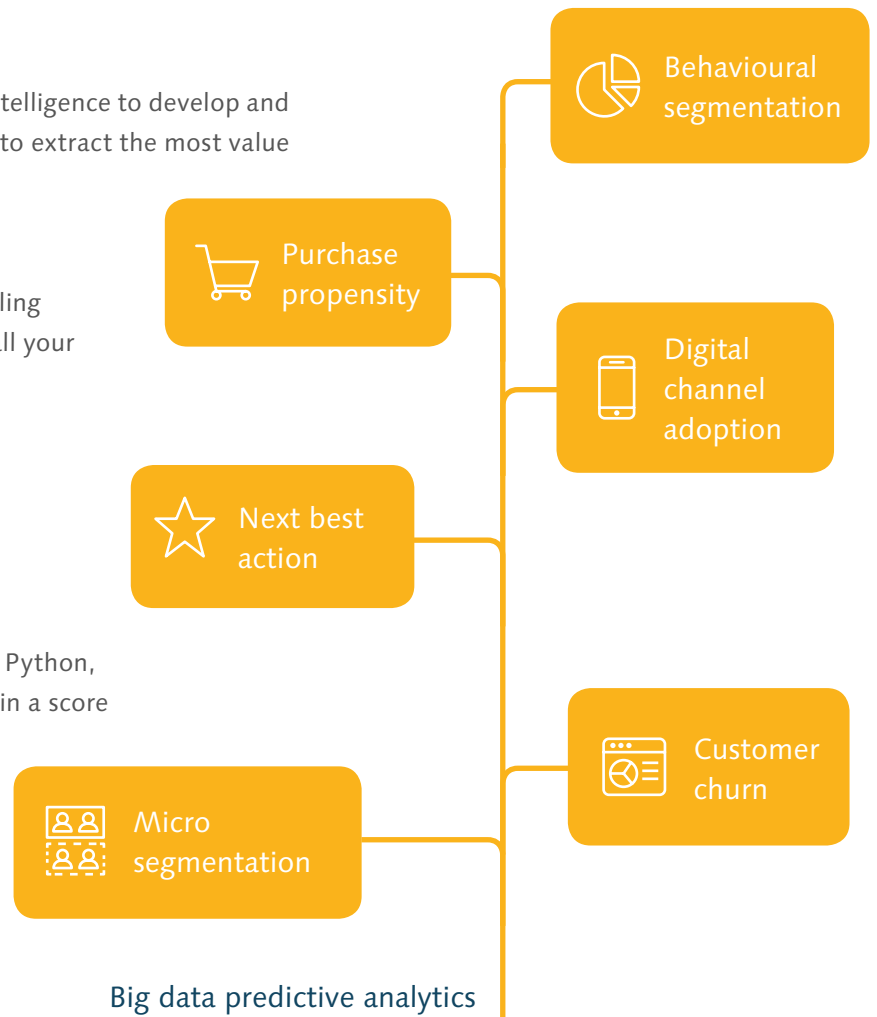 Behavioural
segmentation
telligence to develop and
to extract the most value
Purchase
propensity
ling
all your
Digital
channel
adoption
Next best
action
Python,
in a score
Customer
churn
Micro
segmentation
Big data predictive analytics